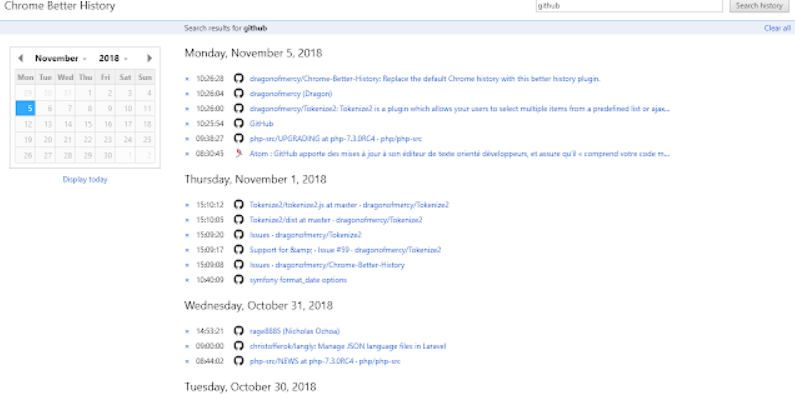 Chrome Better History
github
Search history
Search results for github
Clear all
November 2018
Mon Tue Wed Thu Fri Sat Sun
29 30 31 1 2 3 4
5 6 7 8 9 10 11
12 13 14 15 16 17 18
19 20 21 22 23 24 25
26 27 28 29 30 1 2
Display today
Monday, November 5, 2018
× 10:26:28 dragonofmercy/Chrome-Better-History: Replace the default Chrome history with this better history plugin.
× 10:26:04 dragonofmercy (Dragon)
× 10:26:00 dragonofmercy/Tokenize2: Tokenize2 is a plugin which allows your users to select multiple items from a predefined list or ajax...
× 10:25:54 GitHub
× 09:38:27 php-src/UPGRADING at php-7.3.0RC4 · php/php-src
× 08:30:45 Atom : GitHub apporte des mises à jour à son éditeur de texte orienté développeurs, et assure qu'il « comprend votre code m...
Thursday, November 1, 2018
× 15:10:12 Tokenize2/tokenize2.js at master · dragonofmercy/Tokenize2
× 15:10:05 Tokenize2/dist at master · dragonofmercy/Tokenize2
× 15:09:20 Issues · dragonofmercy/Tokenize2
× 15:09:17 Support for &amp; · Issue #39 · dragonofmercy/Tokenize2
× 15:09:08 Issues · dragonofmercy/Chrome-Better-History
× 10:40:09 symfony format_date options
Wednesday, October 31, 2018
× 14:53:21 rage8885 (Nicholas Ochoa)
× 09:00:00 christofferok/langly: Manage JSON language files in Laravel
× 08:44:02 php-src/NEWS at php-7.3.0RC4 · php/php-src
Tuesday, October 30, 2018